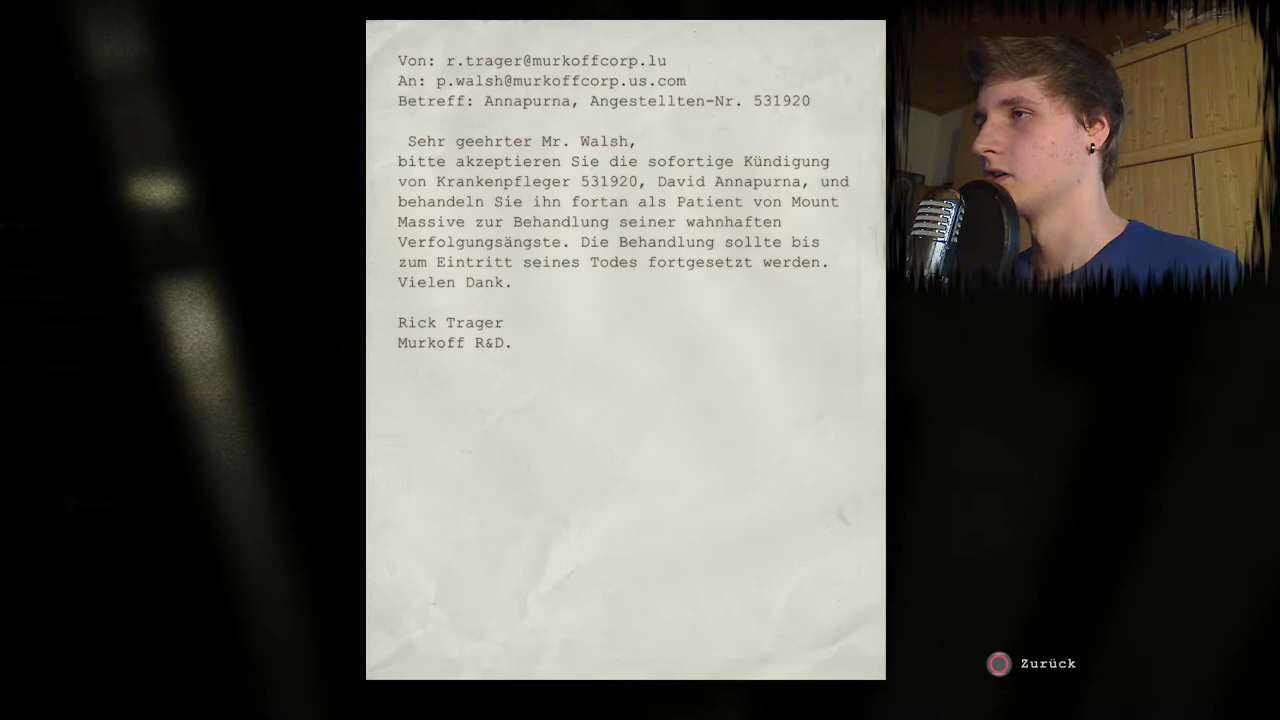 Von: r.trager@murkoffcorp.lu
An: p.walsh@murkoffcorp.us.com
Betreff: Annapurna, Angestellten-Nr. 531920
Sehr geehrter Mr. Walsh,
bitte akzeptieren Sie die sofortige Kündigung
von Krankenpfleger 531920, David Annapurna, und
behandeln Sie ihn fortan als Patient von Mount
Massive zur Behandlung seiner wahnhaften
Verfolgungsängste. Die Behandlung sollte bis
zum Eintritt seines Todes fortgesetzt werden.
Vielen Dank.
Rick Trager
Murkoff R&D.
Zurück